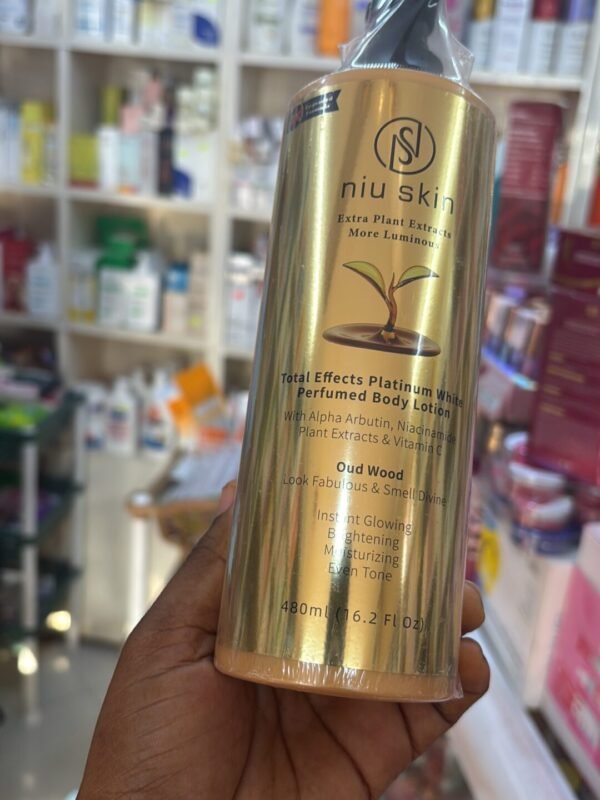 niu skin
Extra Plant Extracts
More Luminous
Total Effects Platinum White
Perfumed Body Lotion
With Alpha Arbutin, Niacinamide
Plant Extracts & Vitamin C
Oud Wood
Look Fabulous & Smell Divine
Instant Glowing
Brightening
Moisturizing
Even Tone
480ml (16.2 Fl Oz)